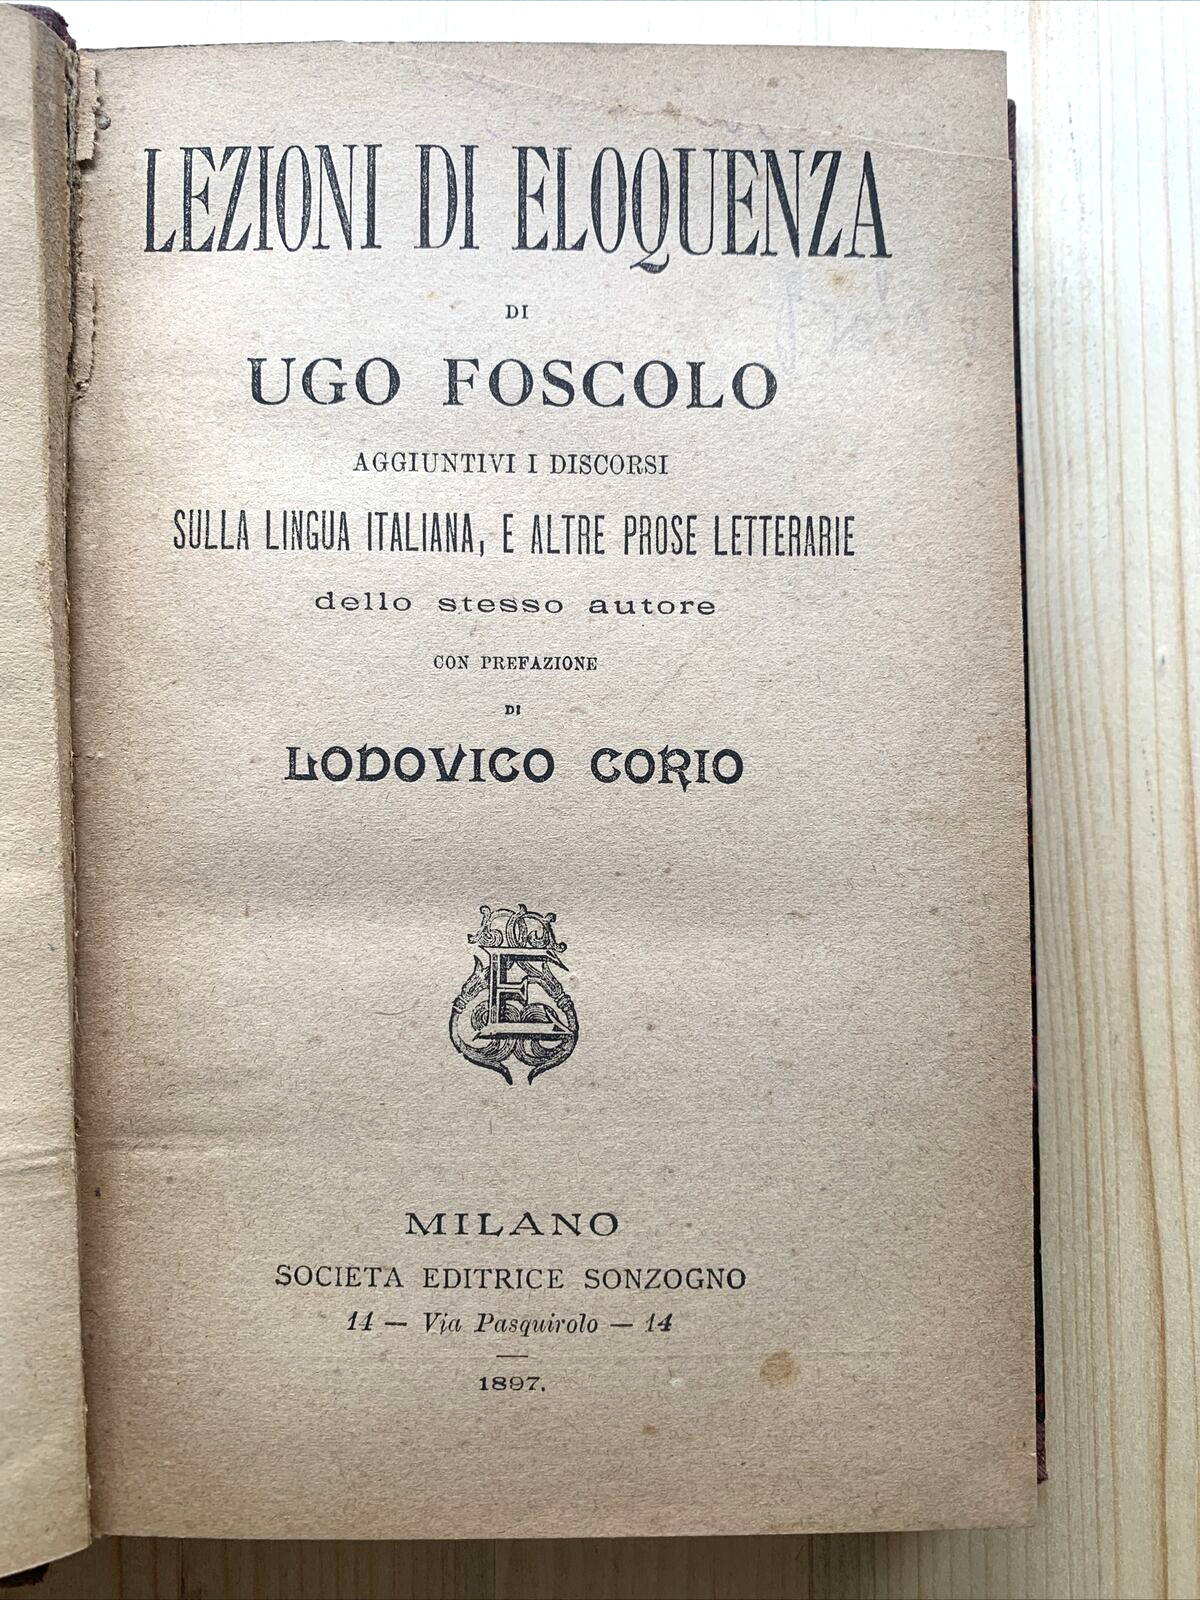 LEZIONI DI ELOQUENZA
DI
UGO FOSCOLO
AGGIUNTIVI I DISCORSI
SULLA LINGUA ITALIANA, E ALTRE PROSE LETTERARIE
dello stesso autore
CON PREFAZIONE
DI
LODOVICO CORIO
E
MILANO
SOCIETA EDITRICE SONZOGNO
14 — Via Pasquirolo — 14
1897.